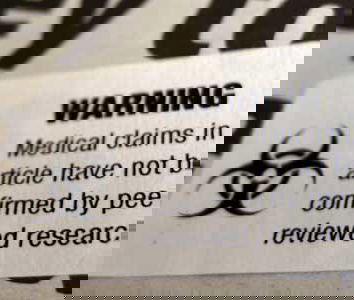 WARNING
Medical claims in
article have not b
confirmed by pee
reviewed researc